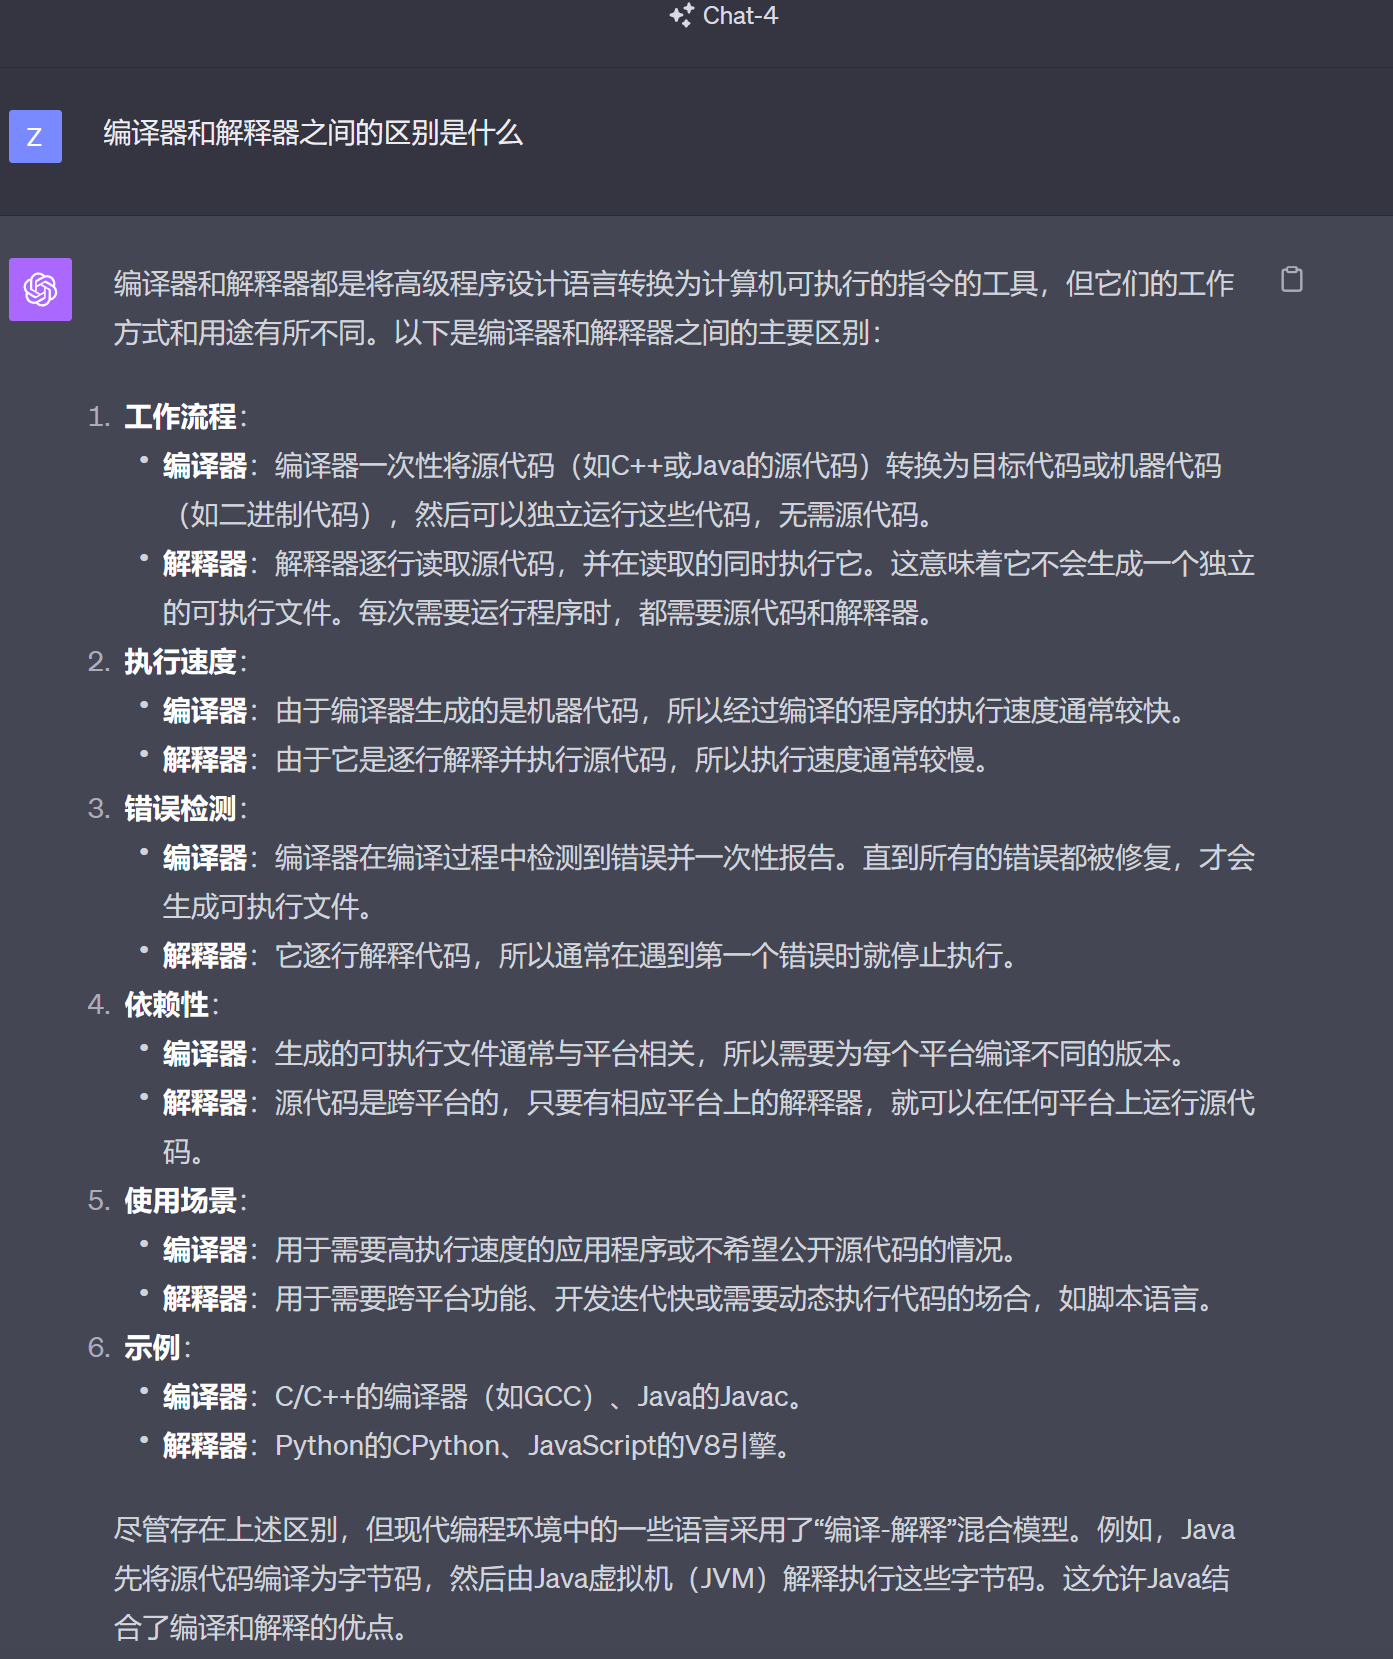 Chat-4
Z
编译器和解释器之间的区别是什么
编译器和解释器都是将高级程序设计语言转换为计算机可执行的指令的工具，但它们的工作
方式和用途有所不同。以下是编译器和解释器之间的主要区别：
1. 工作流程：
• 编译器：编译器一次性将源代码（如C++或Java的源代码）转换为目标代码或机器代码
（如二进制代码），然后可以独立运行这些代码，无需源代码。
• 解释器：解释器逐行读取源代码，并在读取的同时执行它。这意味着它不会生成一个独立
的可执行文件。每次需要运行程序时，都需要源代码和解释器。
2. 执行速度：
• 编译器：由于编译器生成的是机器代码，所以经过编译的程序的执行速度通常较快。
• 解释器：由于它是逐行解释并执行源代码，所以执行速度通常较慢。
3. 错误检测：
• 编译器：编译器在编译过程中检测到错误并一次性报告。直到所有的错误都被修复，才会
生成可执行文件。
• 解释器：它逐行解释代码，所以通常在遇到第一个错误时就停止执行。
4. 依赖性：
• 编译器：生成的可执行文件通常与平台相关，所以需要为每个平台编译不同的版本。
• 解释器：源代码是跨平台的，只要有相应平台上的解释器，就可以在任何平台上运行源代
码。
5. 使用场景：
• 编译器：用于需要高执行速度的应用程序或不希望公开源代码的情况。
• 解释器：用于需要跨平台功能、开发迭代快或需要动态执行代码的场合，如脚本语言。
6. 示例：
• 编译器：C/C++的编译器（如GCC）、Java的Javac。
• 解释器：Python的CPython、JavaScript的V8引擎。
尽管存在上述区别，但现代编程环境中的一些语言采用了“编译-解释”混合模型。例如，Java
先将源代码编译为字节码，然后由Java虚拟机（JVM）解释执行这些字节码。这允许Java结
合了编译和解释的优点。